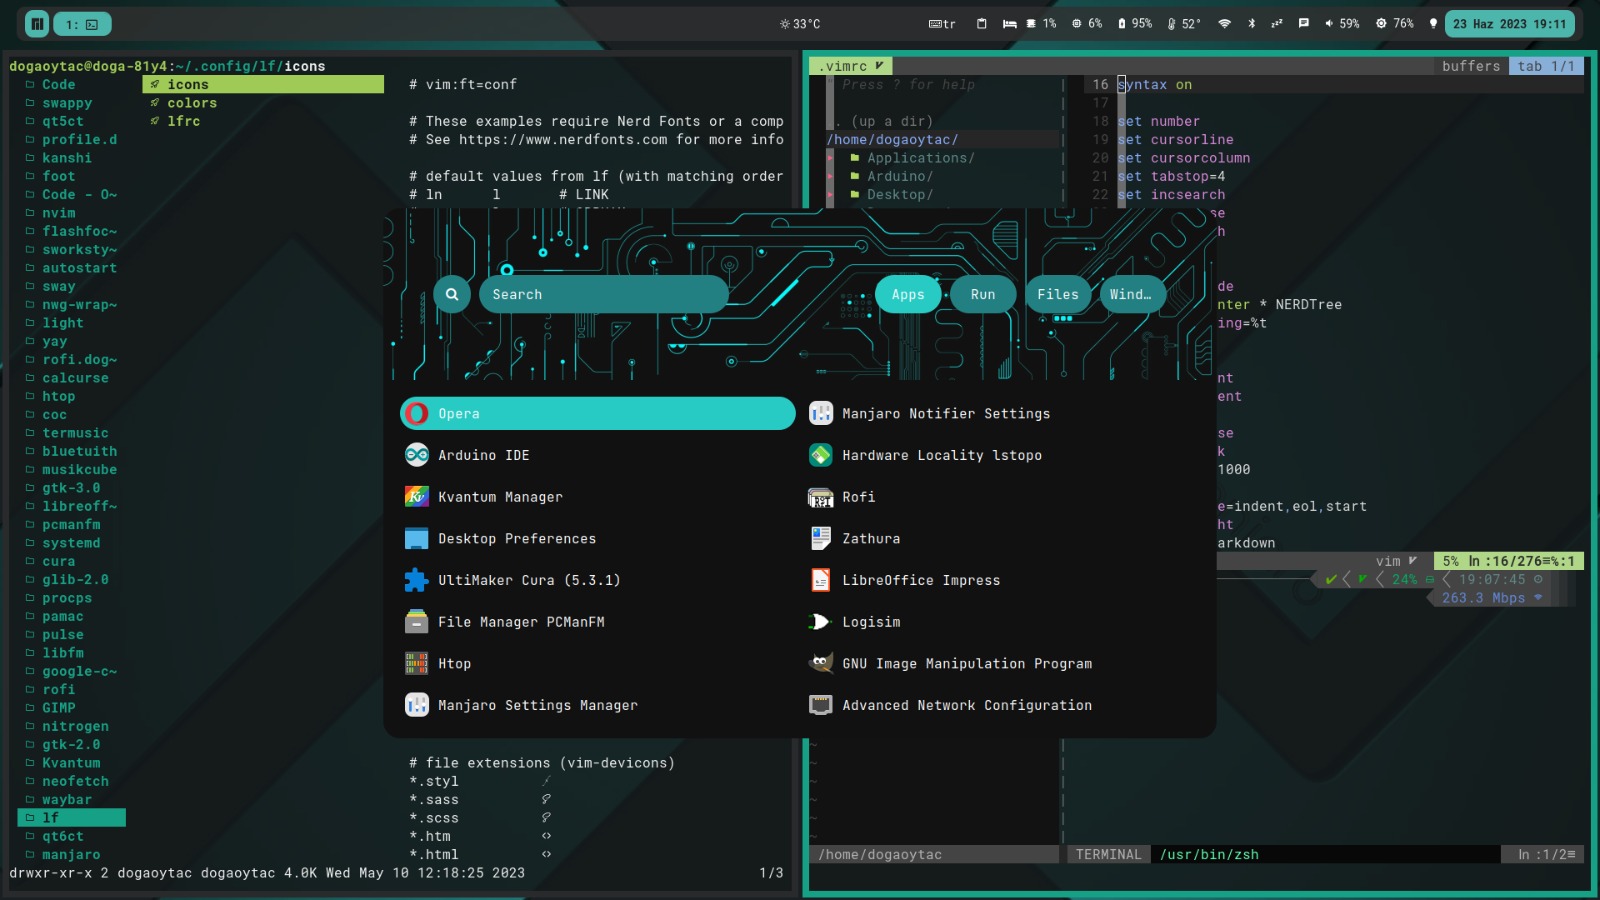 1:
33°C
tr 1% 6% 95% 52° 59% 76% 23 Haz 2023 19:11
dogaoytac@doga-81y4:~/.config/lf/icons
Code
swappy
qt5ct
profile.d
kanshi
foot
Code - O~
nvim
flashfoc~
sworksty~
autostart
sway
nwg-wrap~
light
yay
rofi.dog~
calcurse
htop
coc
termusic
bluetuith
musikcube
gtk-3.0
libreoff~
pcmanfm
systemd
cura
glib-2.0
procps
pamac
pulse
libfm
google-c~
rofi
GIMP
nitrogen
gtk-2.0
Kvantum
neofetch
waybar
lf
qt6ct
manjaro
icons
colors
lfrc
# vim:ft=conf
# These examples require Nerd Fonts or a comp
# See https://www.nerdfonts.com for more info
# default values from lf (with matching order
# ln l # LINK
# file extensions (vim-devicons)
*.styl
*.sass
*.scss
*.htm <>
*.html <>
drwxr-xr-x 2 dogaoytac dogaoytac 4.0K Wed May 10 12:18:25 2023 1/3
Search
Apps Run Files Wind…
Opera
Arduino IDE
Kvantum Manager
Desktop Preferences
UltiMaker Cura (5.3.1)
File Manager PCManFM
Htop
Manjaro Settings Manager
Manjaro Notifier Settings
Hardware Locality lstopo
Rofi
Zathura
LibreOffice Impress
Logisim
GNU Image Manipulation Program
Advanced Network Configuration
.vimrc buffers tab 1/1
Press ? for help
.. (up a dir)
/home/dogaoytac/
Applications/
Arduino/
Desktop/
16 syntax on
17
18 set number
19 set cursorline
20 set cursorcolumn
21 set tabstop=4
22 set incsearch
se
h
de
nter * NERDTree
ing=%t
nt
ent
se
k
1000
e=indent,eol,start
ht
arkdown
vim 5% ln :16/276≡%:1
24% 19:07:45
263.3 Mbps
~
~
~
~
~
~
/home/dogaoytac TERMINAL /usr/bin/zsh ln :1/2≡